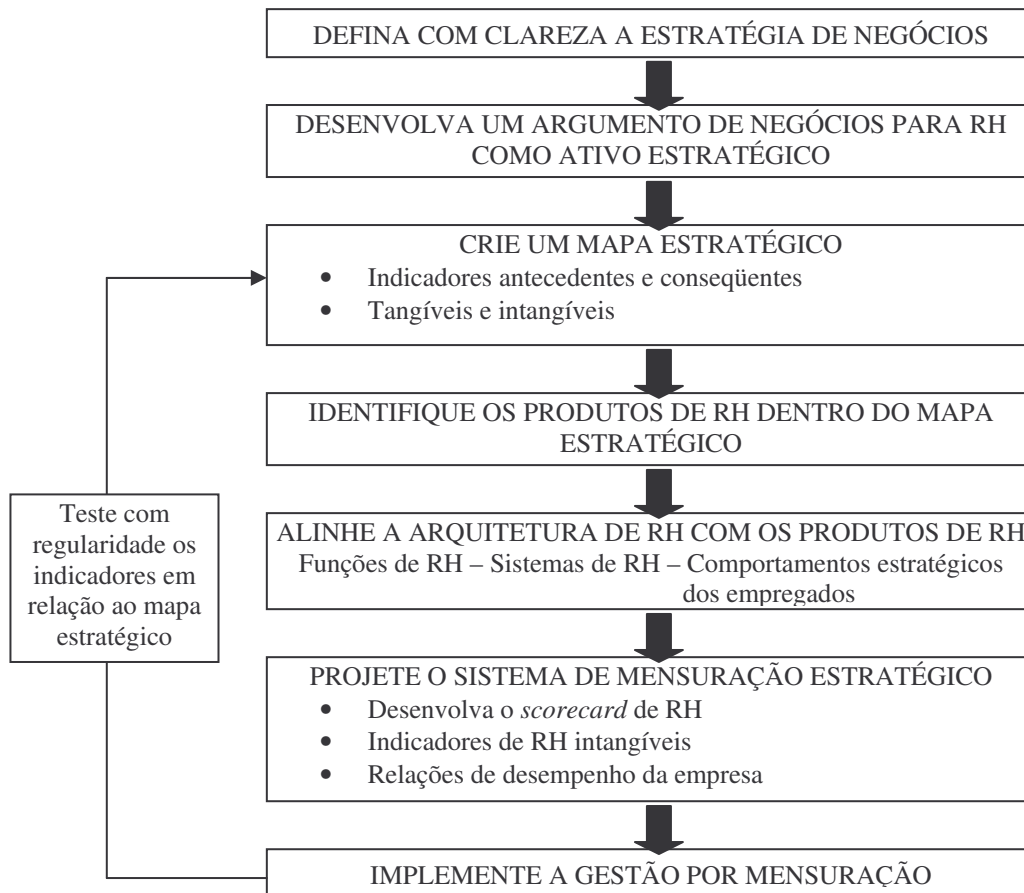 DEFINA COM CLAREZA A ESTRATÉGIA DE NEGÓCIOS
DESENVOLVA UM ARGUMENTO DE NEGÓCIOS PARA RH
COMO ATIVO ESTRATÉGICO
CRIE UM MAPA ESTRATÉGICO
• Indicadores antecedentes e conseqüentes
• Tangíveis e intangíveis
IDENTIFIQUE OS PRODUTOS DE RH DENTRO DO MAPA
ESTRATÉGICO
ALINHE A ARQUITETURA DE RH COM OS PRODUTOS DE RH
Funções de RH – Sistemas de RH – Comportamentos estratégicos
dos empregados
PROJETE O SISTEMA DE MENSURAÇÃO ESTRATÉGICO
• Desenvolva o scorecard de RH
• Indicadores de RH intangíveis
• Relações de desempenho da empresa
IMPLEMENTE A GESTÃO POR MENSURAÇÃO
Teste com
regularidade os
indicadores em
relação ao mapa
estratégico